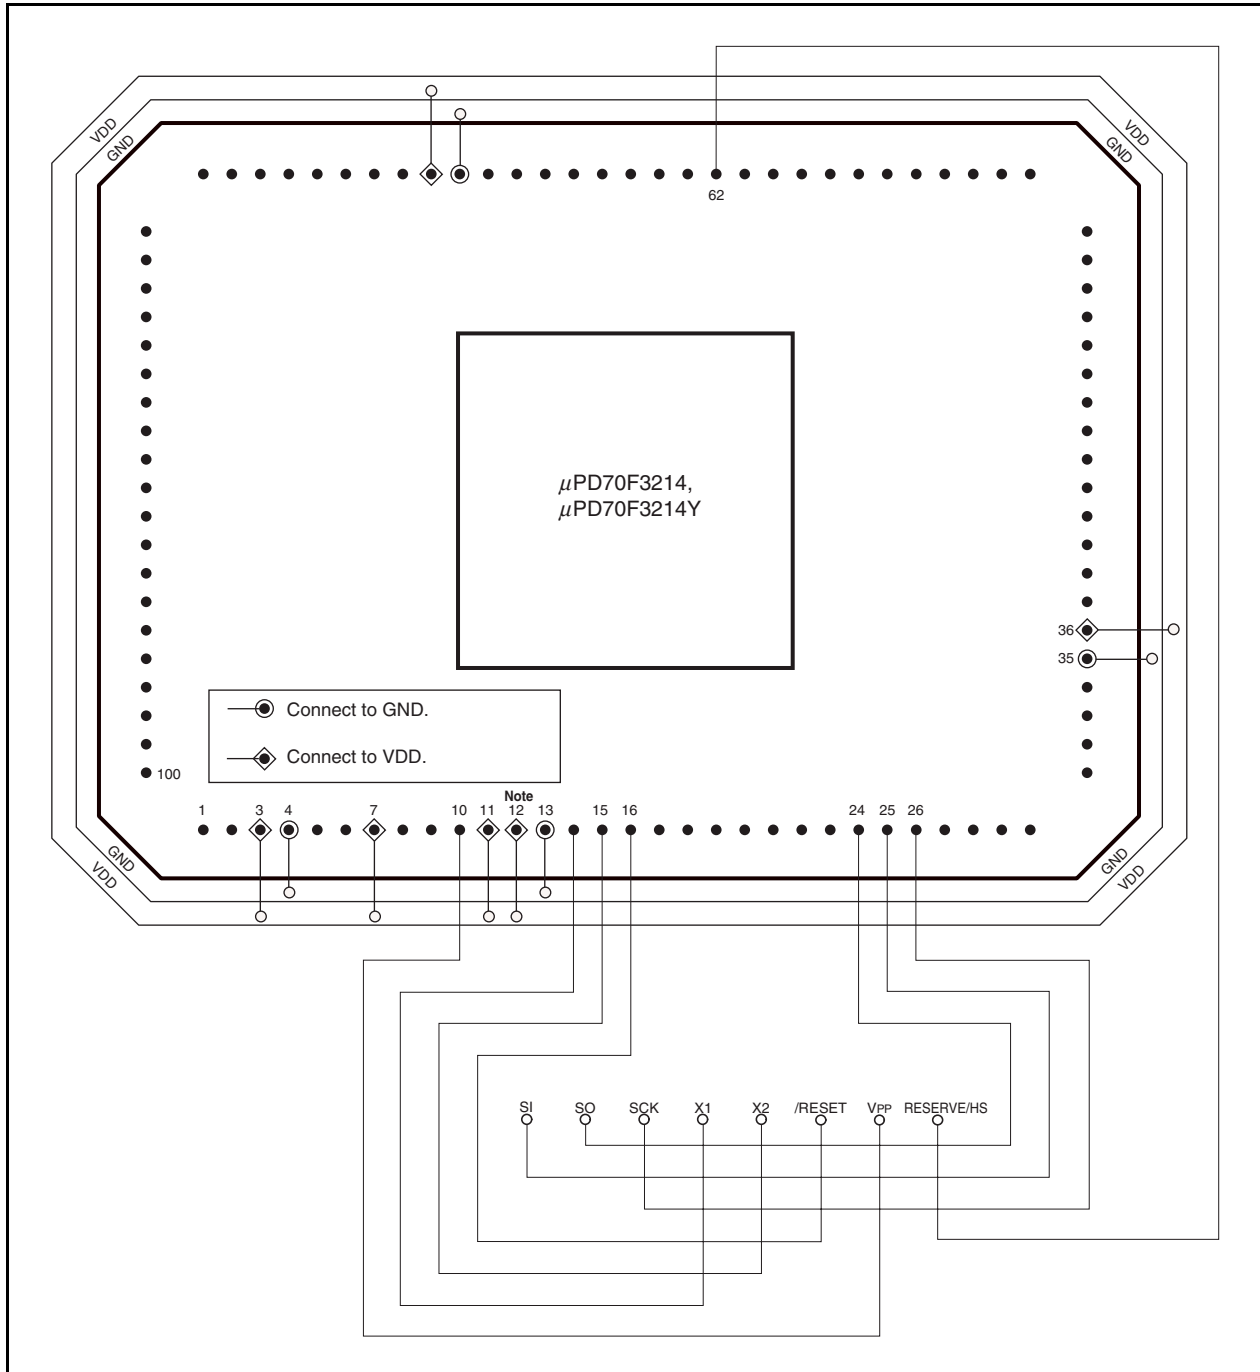 VDD
GND
VDD
GND
62
μPD70F3214,
μPD70F3214Y
36
35
Connect to GND.
Connect to VDD.
100
Note
1 3 4 7 10 11 12 13 15 16 24 25 26
GND
VDD
GND
VDD
SI SO SCK X1 X2 /RESET VPP RESERVE/HS